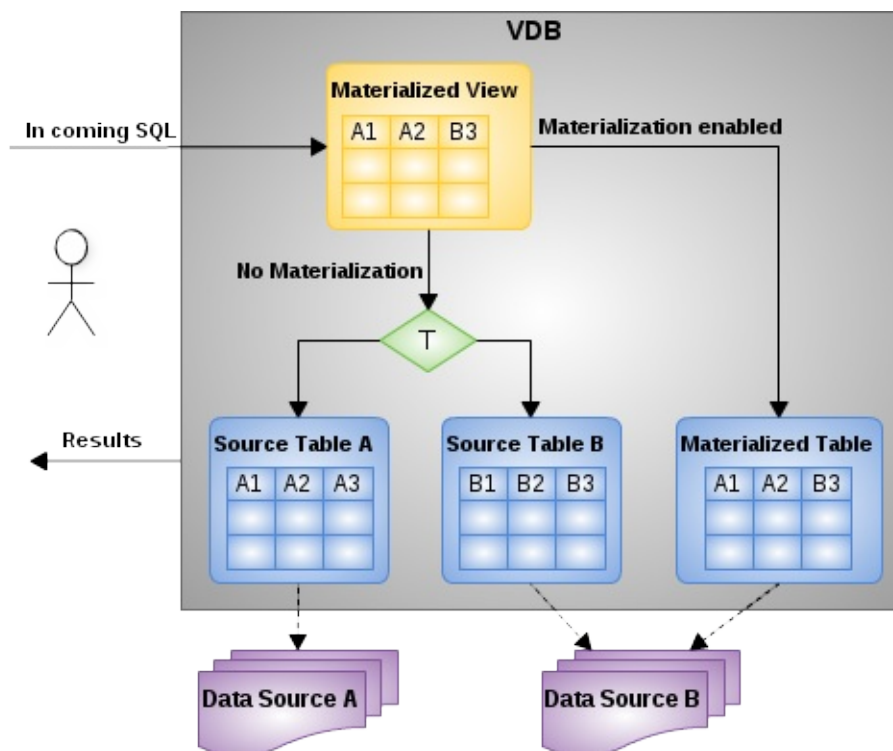 VDB
Materialized View
A1 A2 B3
In coming SQL
Materialization enabled
No Materialization
T
Results
Source Table A
A1 A2 A3
Source Table B
B1 B2 B3
Materialized Table
A1 A2 B3
Data Source A
Data Source B